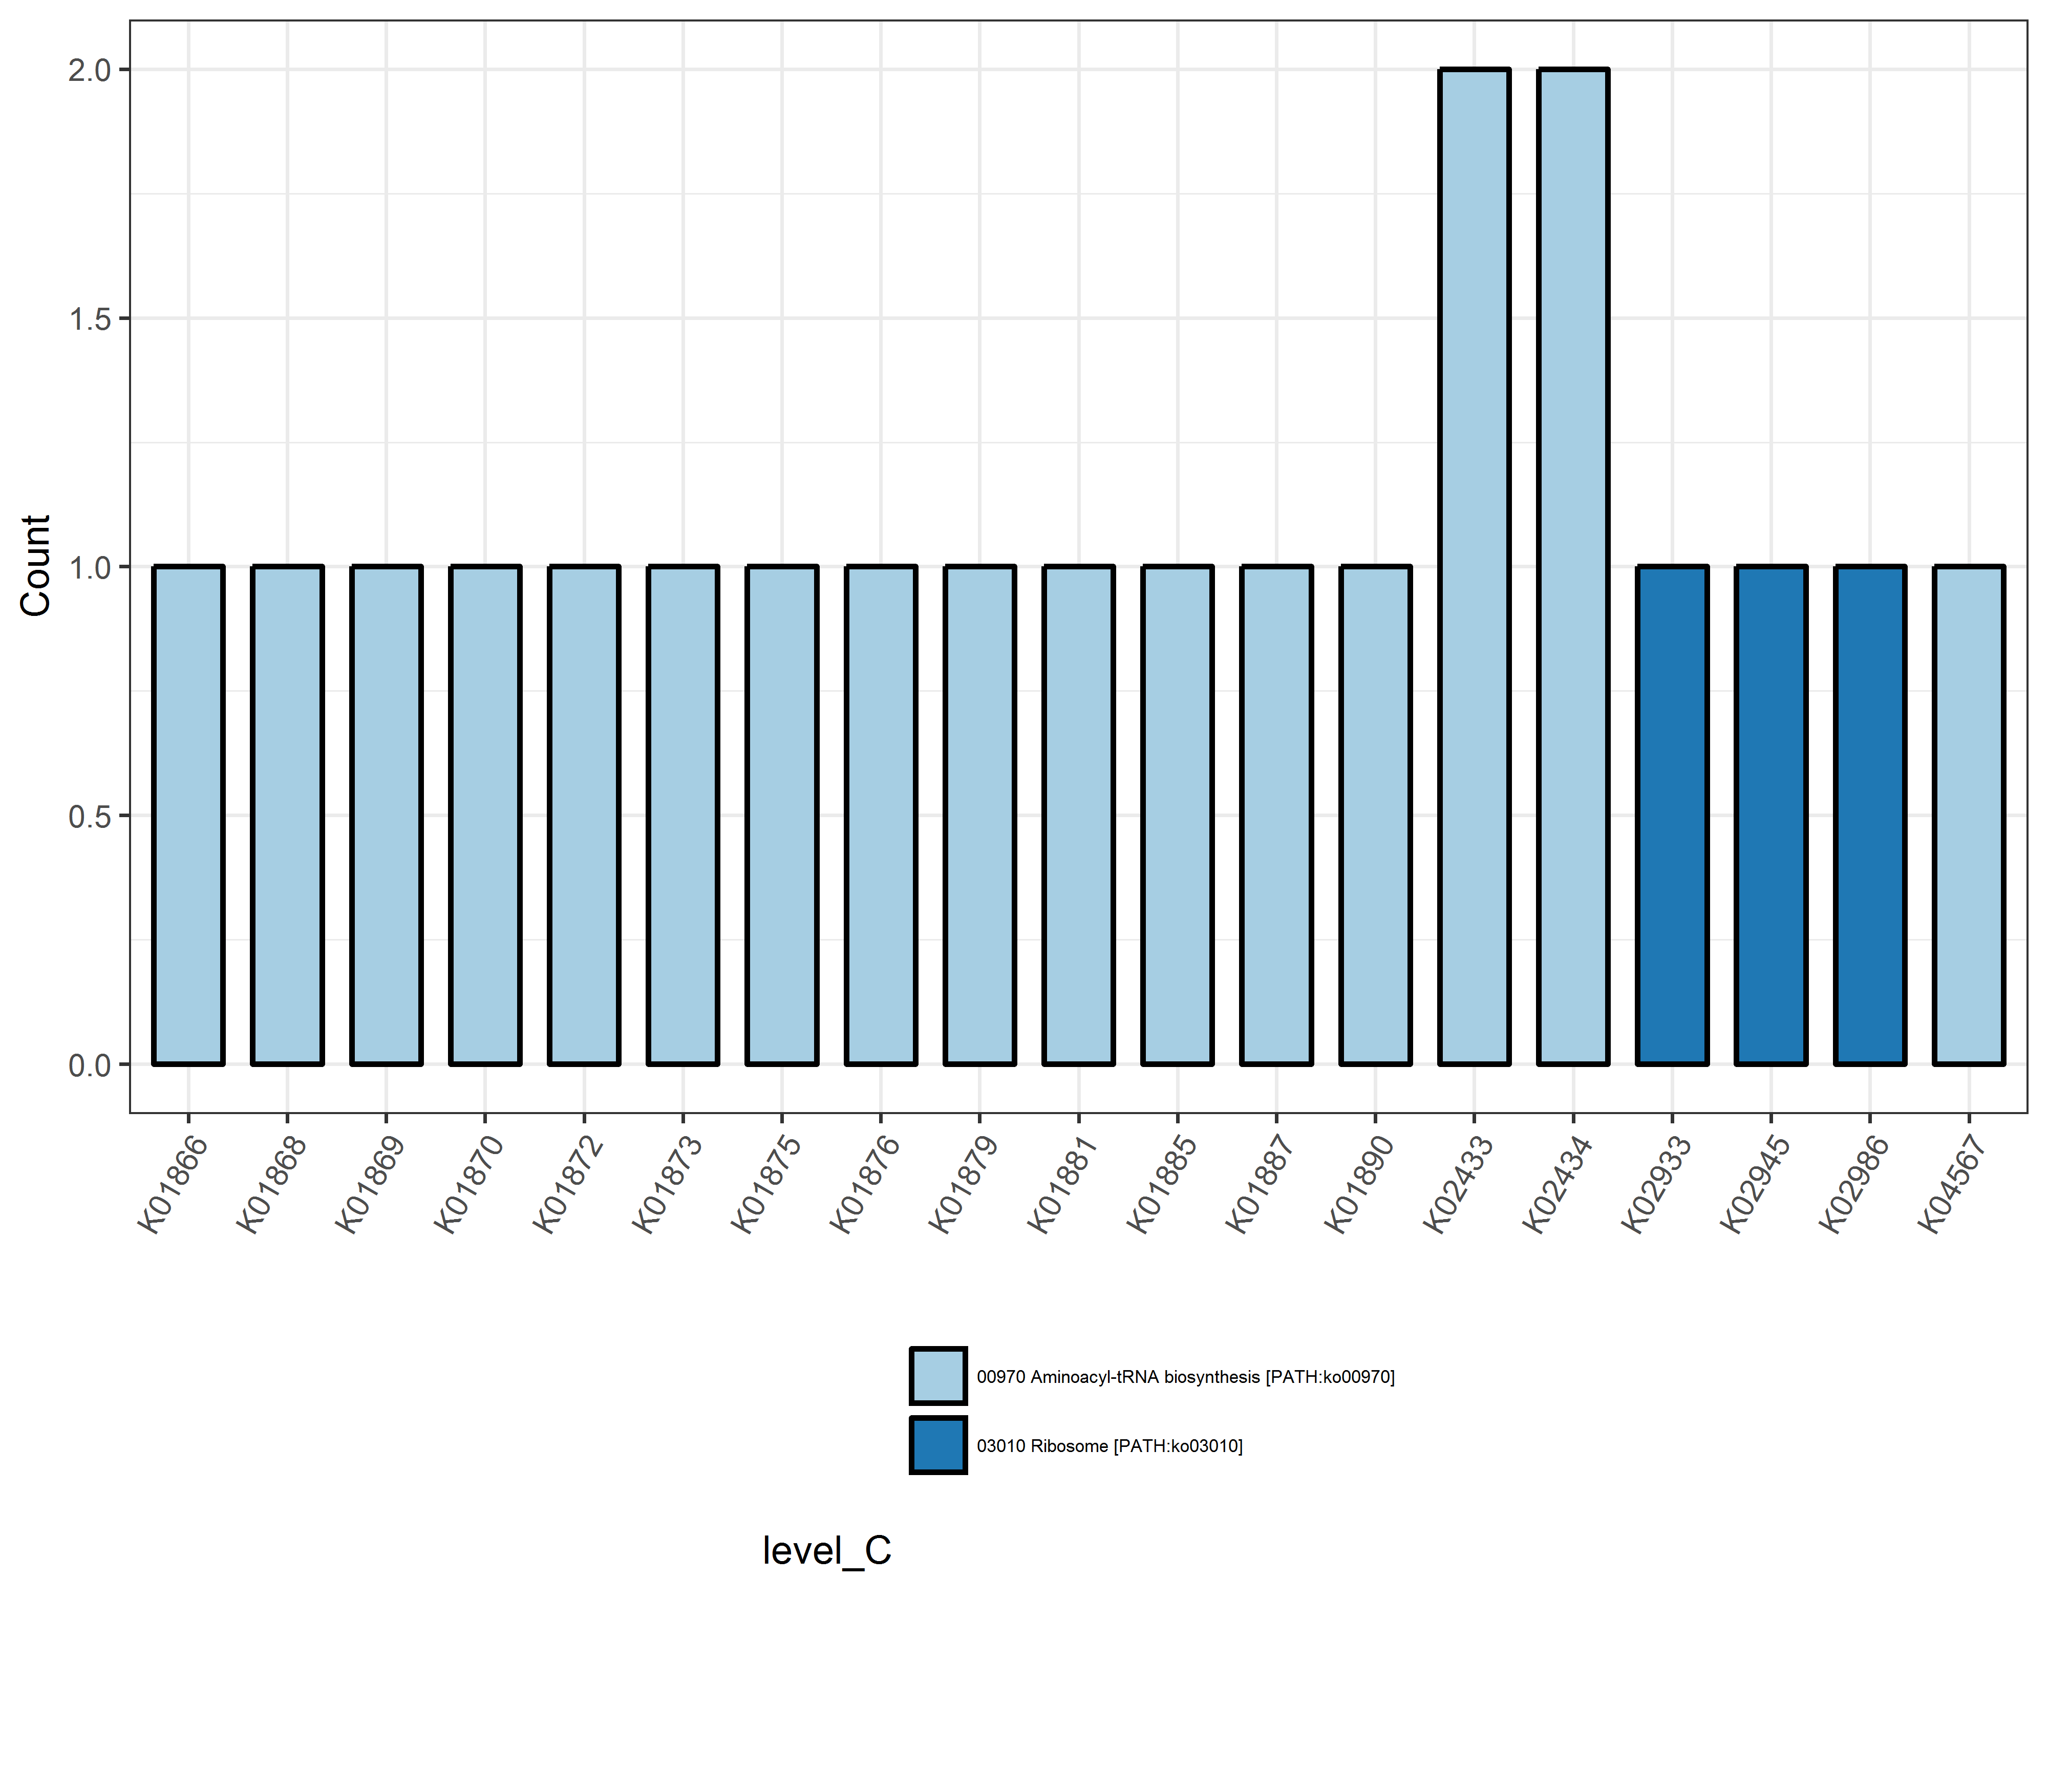 Count
2.0
1.5
1.0
0.5
0.0
K01866
K01868
K01869
K01870
K01872
K01873
K01875
K01876
K01879
K01881
K01885
K01887
K01890
K02433
K02434
K02933
K02945
K02986
K04567
00970 Aminoacyl-tRNA biosynthesis [PATH:ko00970]
03010 Ribosome [PATH:ko03010]
level_C